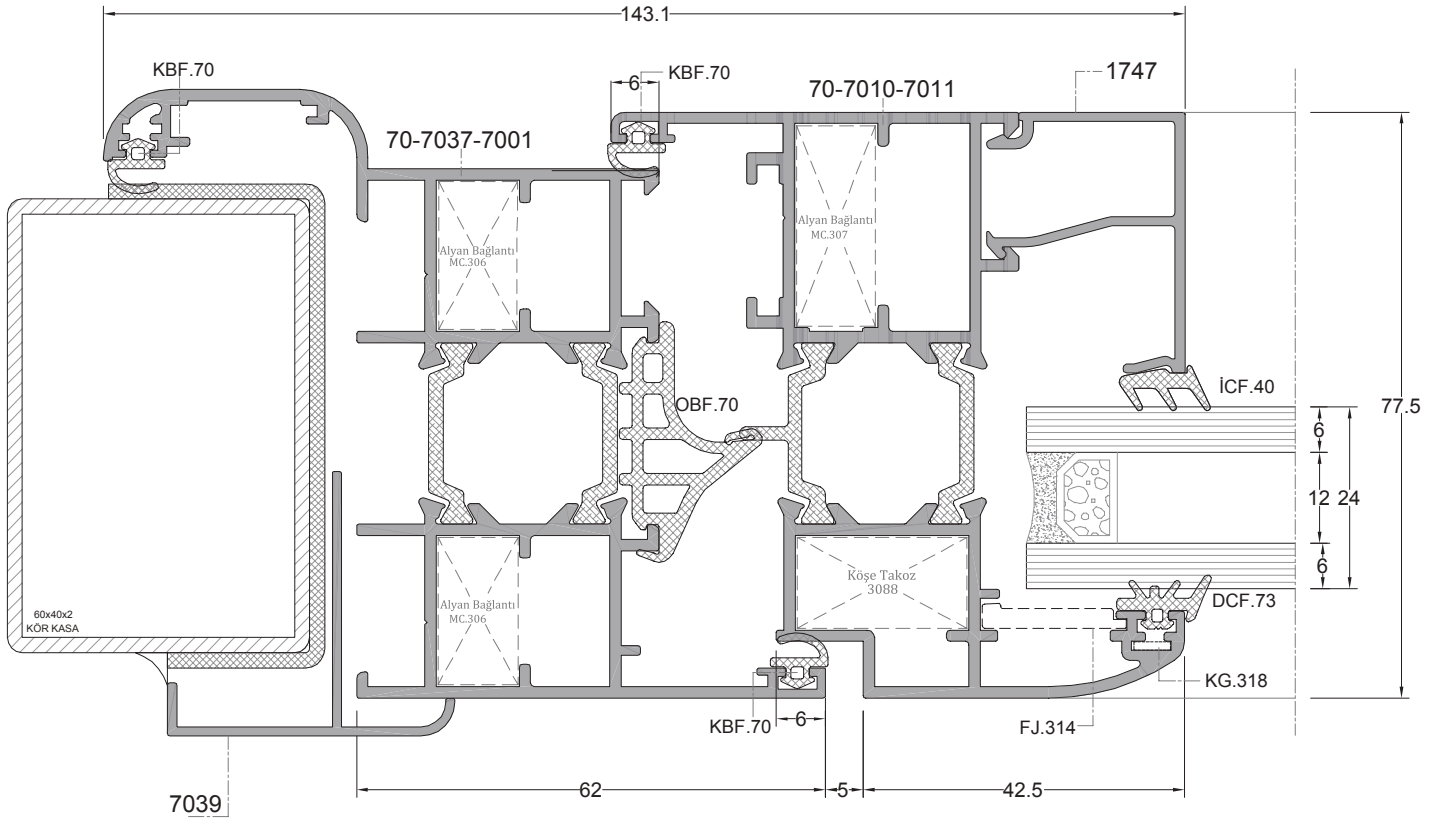 143.1
KBF.70
6
KBF.70
1747
70-7010-7011
70-7037-7001
Alyan Bağlantı
MC.307
Alyan Bağlantı
MC.306
İCF.40
77.5
OBF.70
6
12
24
6
Köşe Takoz
3088
Alyan Bağlantı
MC.306
DCF.73
60x40x2
KÖR KASA
KG.318
KBF.70
6
FJ.314
62
5
42.5
7039